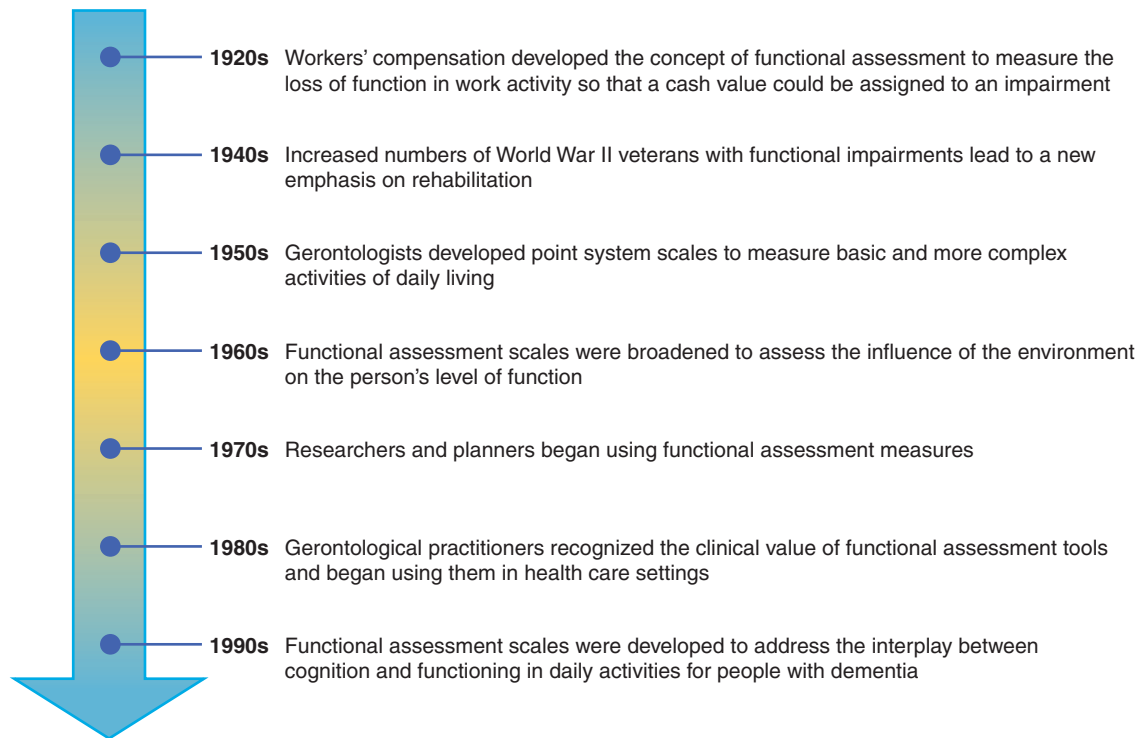 1920s Workers’ compensation developed the concept of functional assessment to measure the
loss of function in work activity so that a cash value could be assigned to an impairment
1940s Increased numbers of World War II veterans with functional impairments lead to a new
emphasis on rehabilitation
1950s Gerontologists developed point system scales to measure basic and more complex
activities of daily living
1960s Functional assessment scales were broadened to assess the influence of the environment
on the person’s level of function
1970s Researchers and planners began using functional assessment measures
1980s Gerontological practitioners recognized the clinical value of functional assessment tools
and began using them in health care settings
1990s Functional assessment scales were developed to address the interplay between
cognition and functioning in daily activities for people with dementia